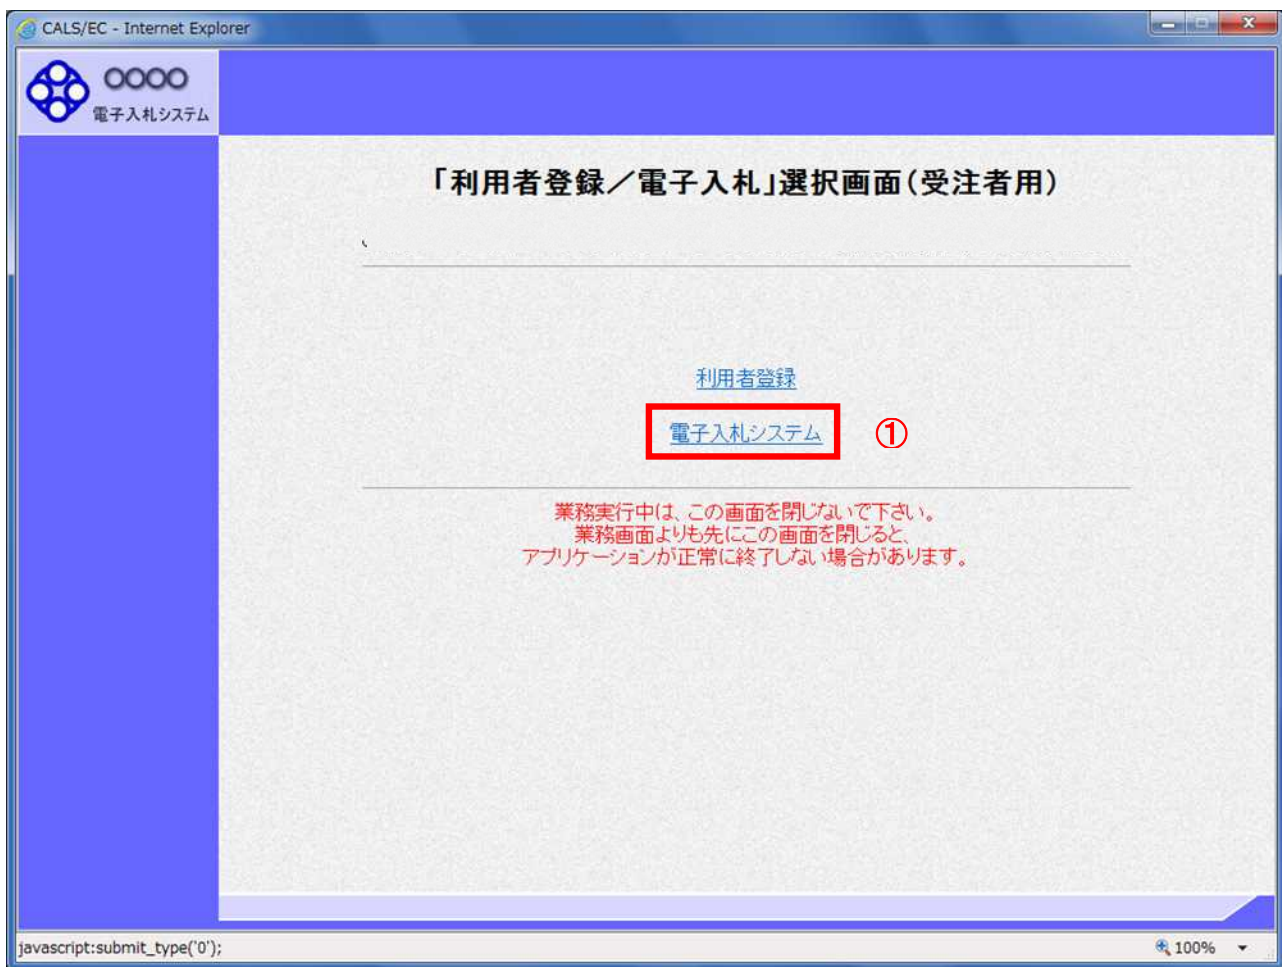 CALS/EC - Internet Explorer
○○○○
電子入札システム
「利用者登録／電子入札」選択画面(受注者用)
利用者登録
電子入札システム ①
業務実行中は、この画面を閉じないで下さい。
業務画面よりも先にこの画面を閉じると、
アプリケーションが正常に終了しない場合があります。
javascript:submit_type('0');
100%